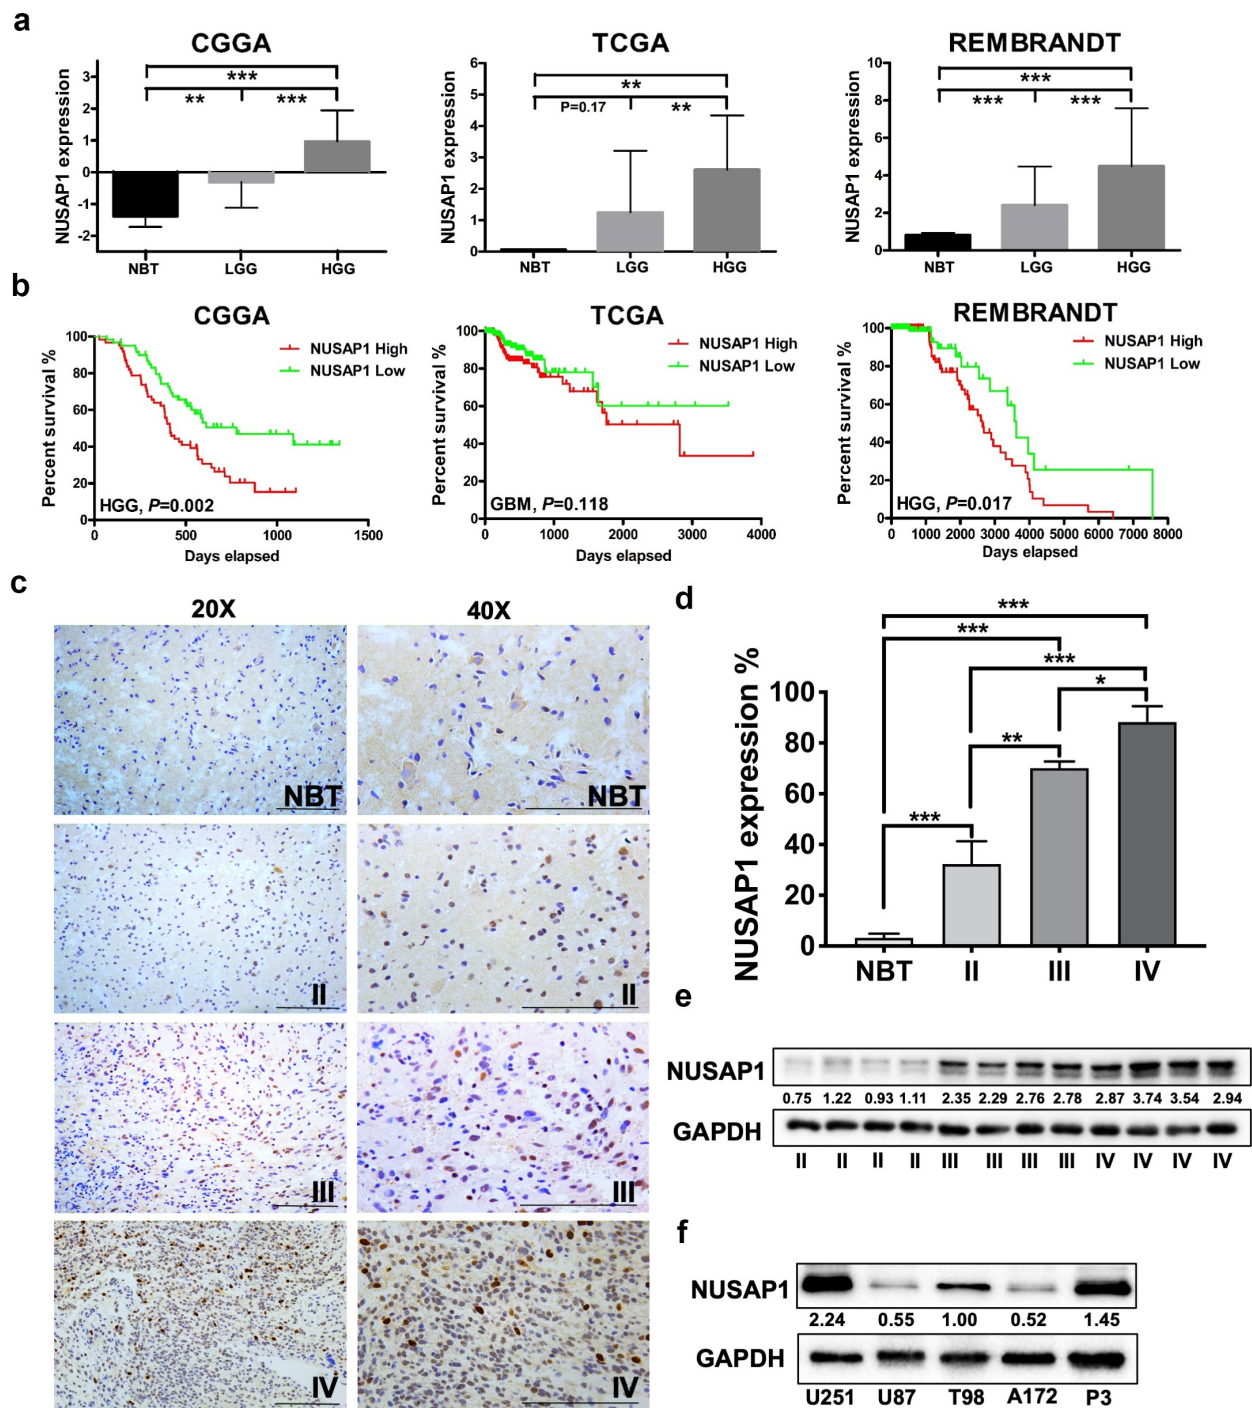 a
CGGA
TCGA
REMBRANDT
NUSAP1 expression
3
2
1
0
-1
-2
***
** ***
NBT LGG HGG
NUSAP1 expression
6
5
4
3
2
1
0
**
P=0.17 **
NBT LGG HGG
NUSAP1 expression
10
8
6
4
2
0
***
*** ***
NBT LGG HGG
b
CGGA
Percent survival %
100
80
60
40
20
0
NUSAP1 High
NUSAP1 Low
HGG, P=0.002
0 500 1000 1500
Days elapsed
TCGA
Percent survival %
100
80
60
40
20
0
NUSAP1 High
NUSAP1 Low
GBM, P=0.118
0 1000 2000 3000 4000
Days elapsed
REMBRANDT
Percent survival %
100
80
60
40
20
0
NUSAP1 High
NUSAP1 Low
HGG, P=0.017
0 1000 2000 3000 4000 5000 6000 7000 8000
Days elapsed
c
20X 40X
NBT NBT
II II
III III
IV IV
d
NUSAP1 expression %
100
80
60
40
20
0
***
***
***
*
**
***
NBT II III IV
e
NUSAP1
0.75 1.22 0.93 1.11 2.35 2.29 2.76 2.78 2.87 3.74 3.54 2.94
GAPDH
II II II II III III III III IV IV IV IV
f
NUSAP1
2.24 0.55 1.00 0.52 1.45
GAPDH
U251 U87 T98 A172 P3